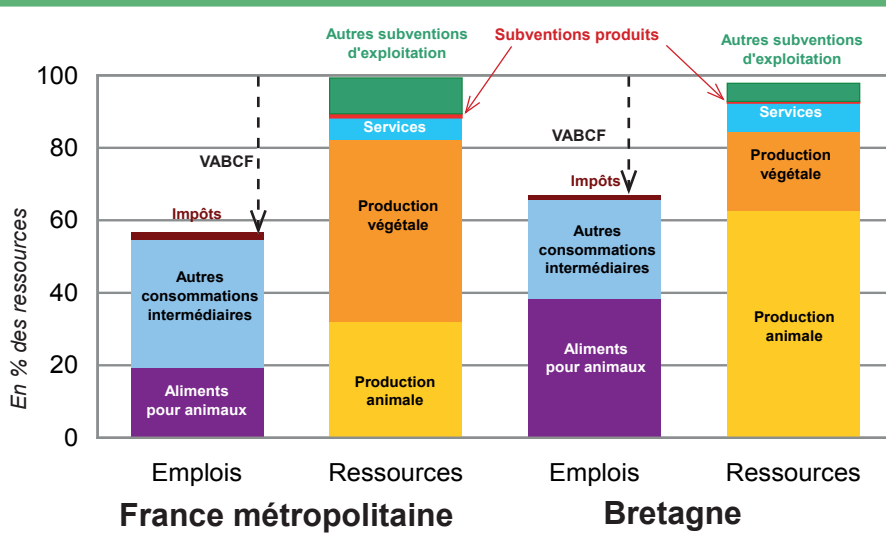 Autres subventions
d'exploitation
Subventions produits
Autres subventions
d'exploitation
En % des ressources
100
80
60
40
20
0
VABCF
Impôts
Autres
consommations
intermédiaires
Aliments
pour animaux
Services
Production
végétale
Production
animale
VABCF
Impôts
Autres
consommations
intermédiaires
Aliments
pour animaux
Services
Production
végétale
Production
animale
Emplois
Ressources
Emplois
Ressources
France métropolitaine
Bretagne